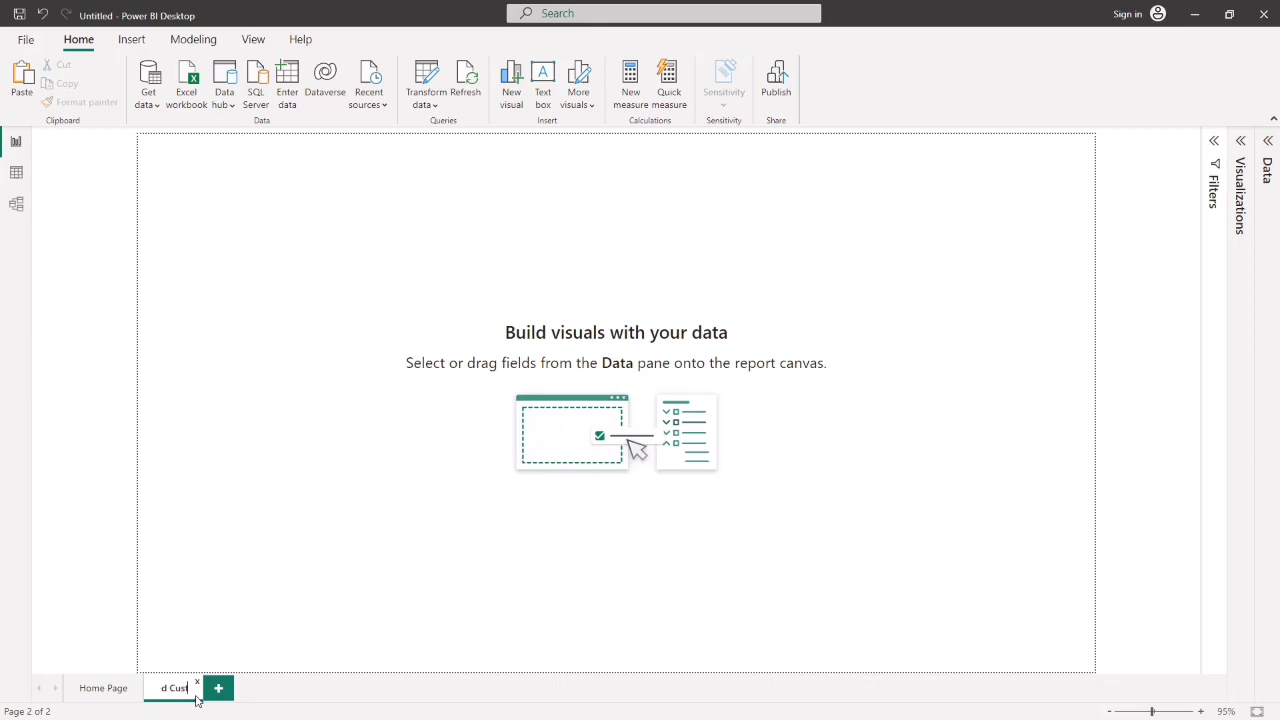 Untitled - Power BI Desktop
Search
Sign in
File Home Insert Modeling View Help
Paste
Cut
Copy
Format painter
Clipboard
Get data
Excel workbook
Data hub
SQL Server
Enter data
Dataverse
Recent sources
Data
Transform data
Refresh
Queries
New visual
Text box
More visuals
Insert
New measure
Quick measure
Calculations
Sensitivity
Sensitivity
Publish
Share
Filters
Visualizations
Data
Build visuals with your data
Select or drag fields from the Data pane onto the report canvas.
Home Page
d Cust
x
+
Page 2 of 2
- + 95%